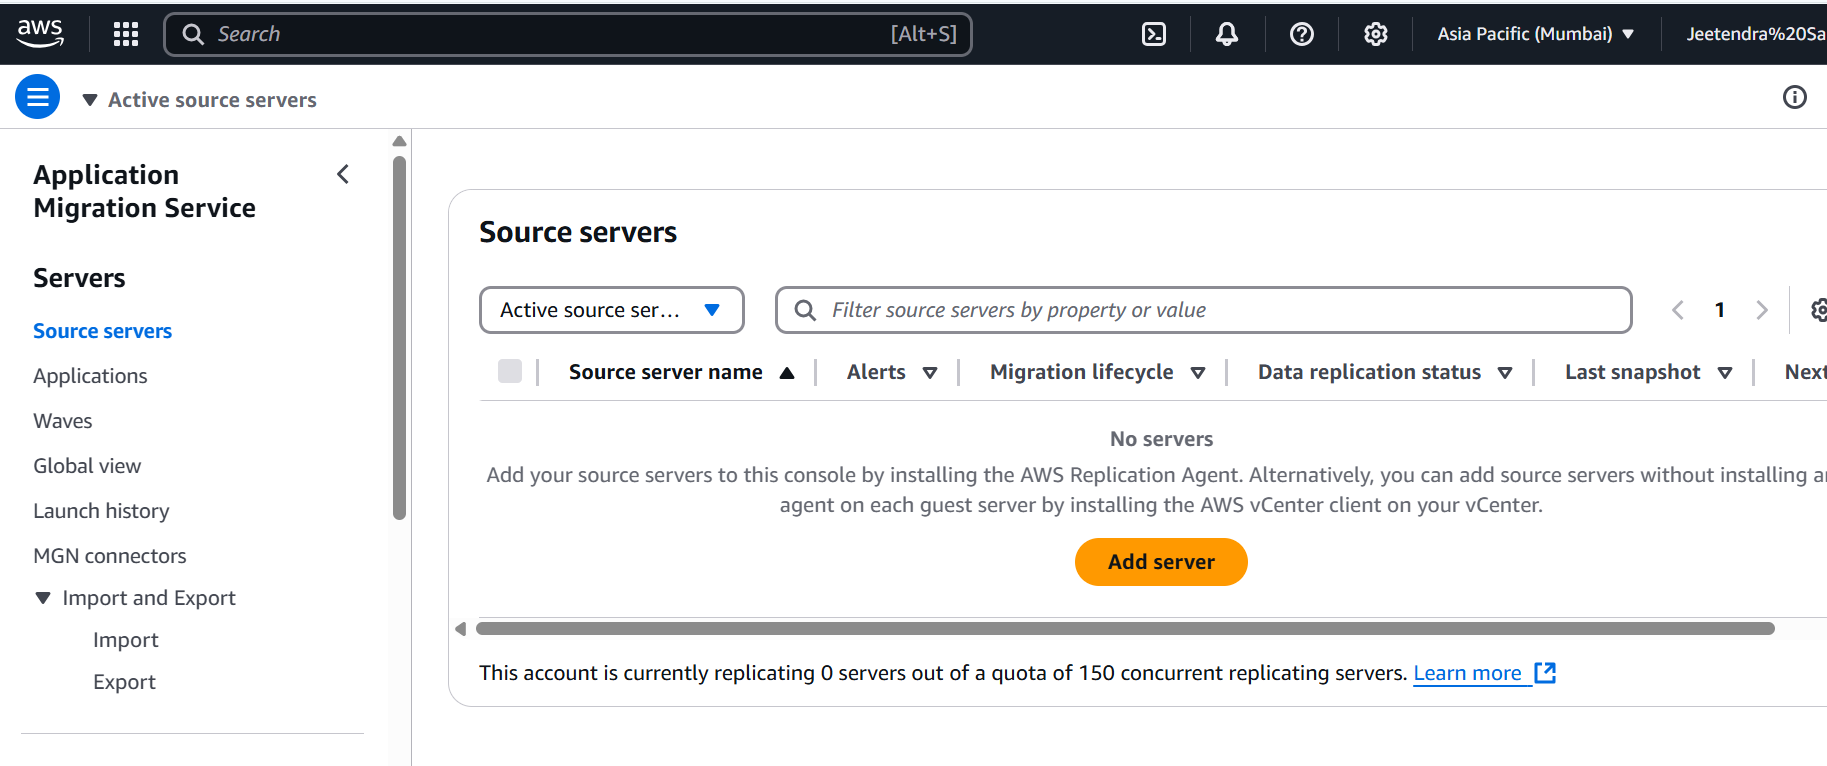 aws
Search [Alt+S]
Asia Pacific (Mumbai)
Jeetendra%20Sa
Active source servers
Application
Migration Service
Servers
Source servers
Applications
Waves
Global view
Launch history
MGN connectors
Import and Export
Import
Export
Source servers
Active source ser...
Filter source servers by property or value
1
Source server name Alerts Migration lifecycle Data replication status Last snapshot Next
No servers
Add your source servers to this console by installing the AWS Replication Agent. Alternatively, you can add source servers without installing
agent on each guest server by installing the AWS vCenter client on your vCenter.
Add server
This account is currently replicating 0 servers out of a quota of 150 concurrent replicating servers. Learn more